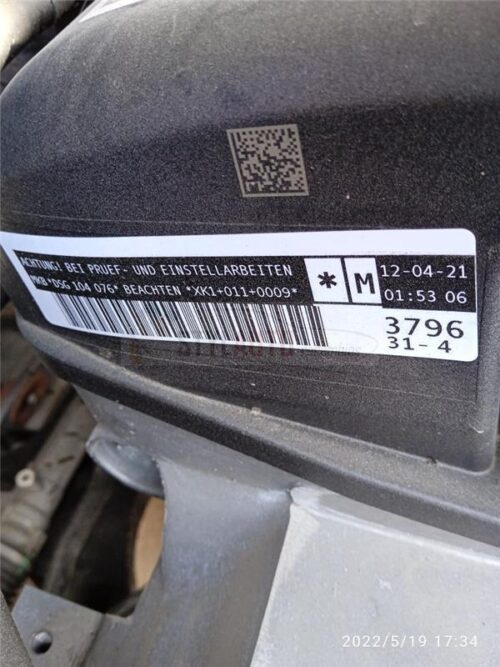 ACHTUNG! BEI PRUEF- UND EINSTELLARBEITEN
MKB *DSG 104 076* BEACHTEN *XK1+011+0009*
* M
12-04-21
01:53 06
3796
31- 4
2022/5/19 17:34